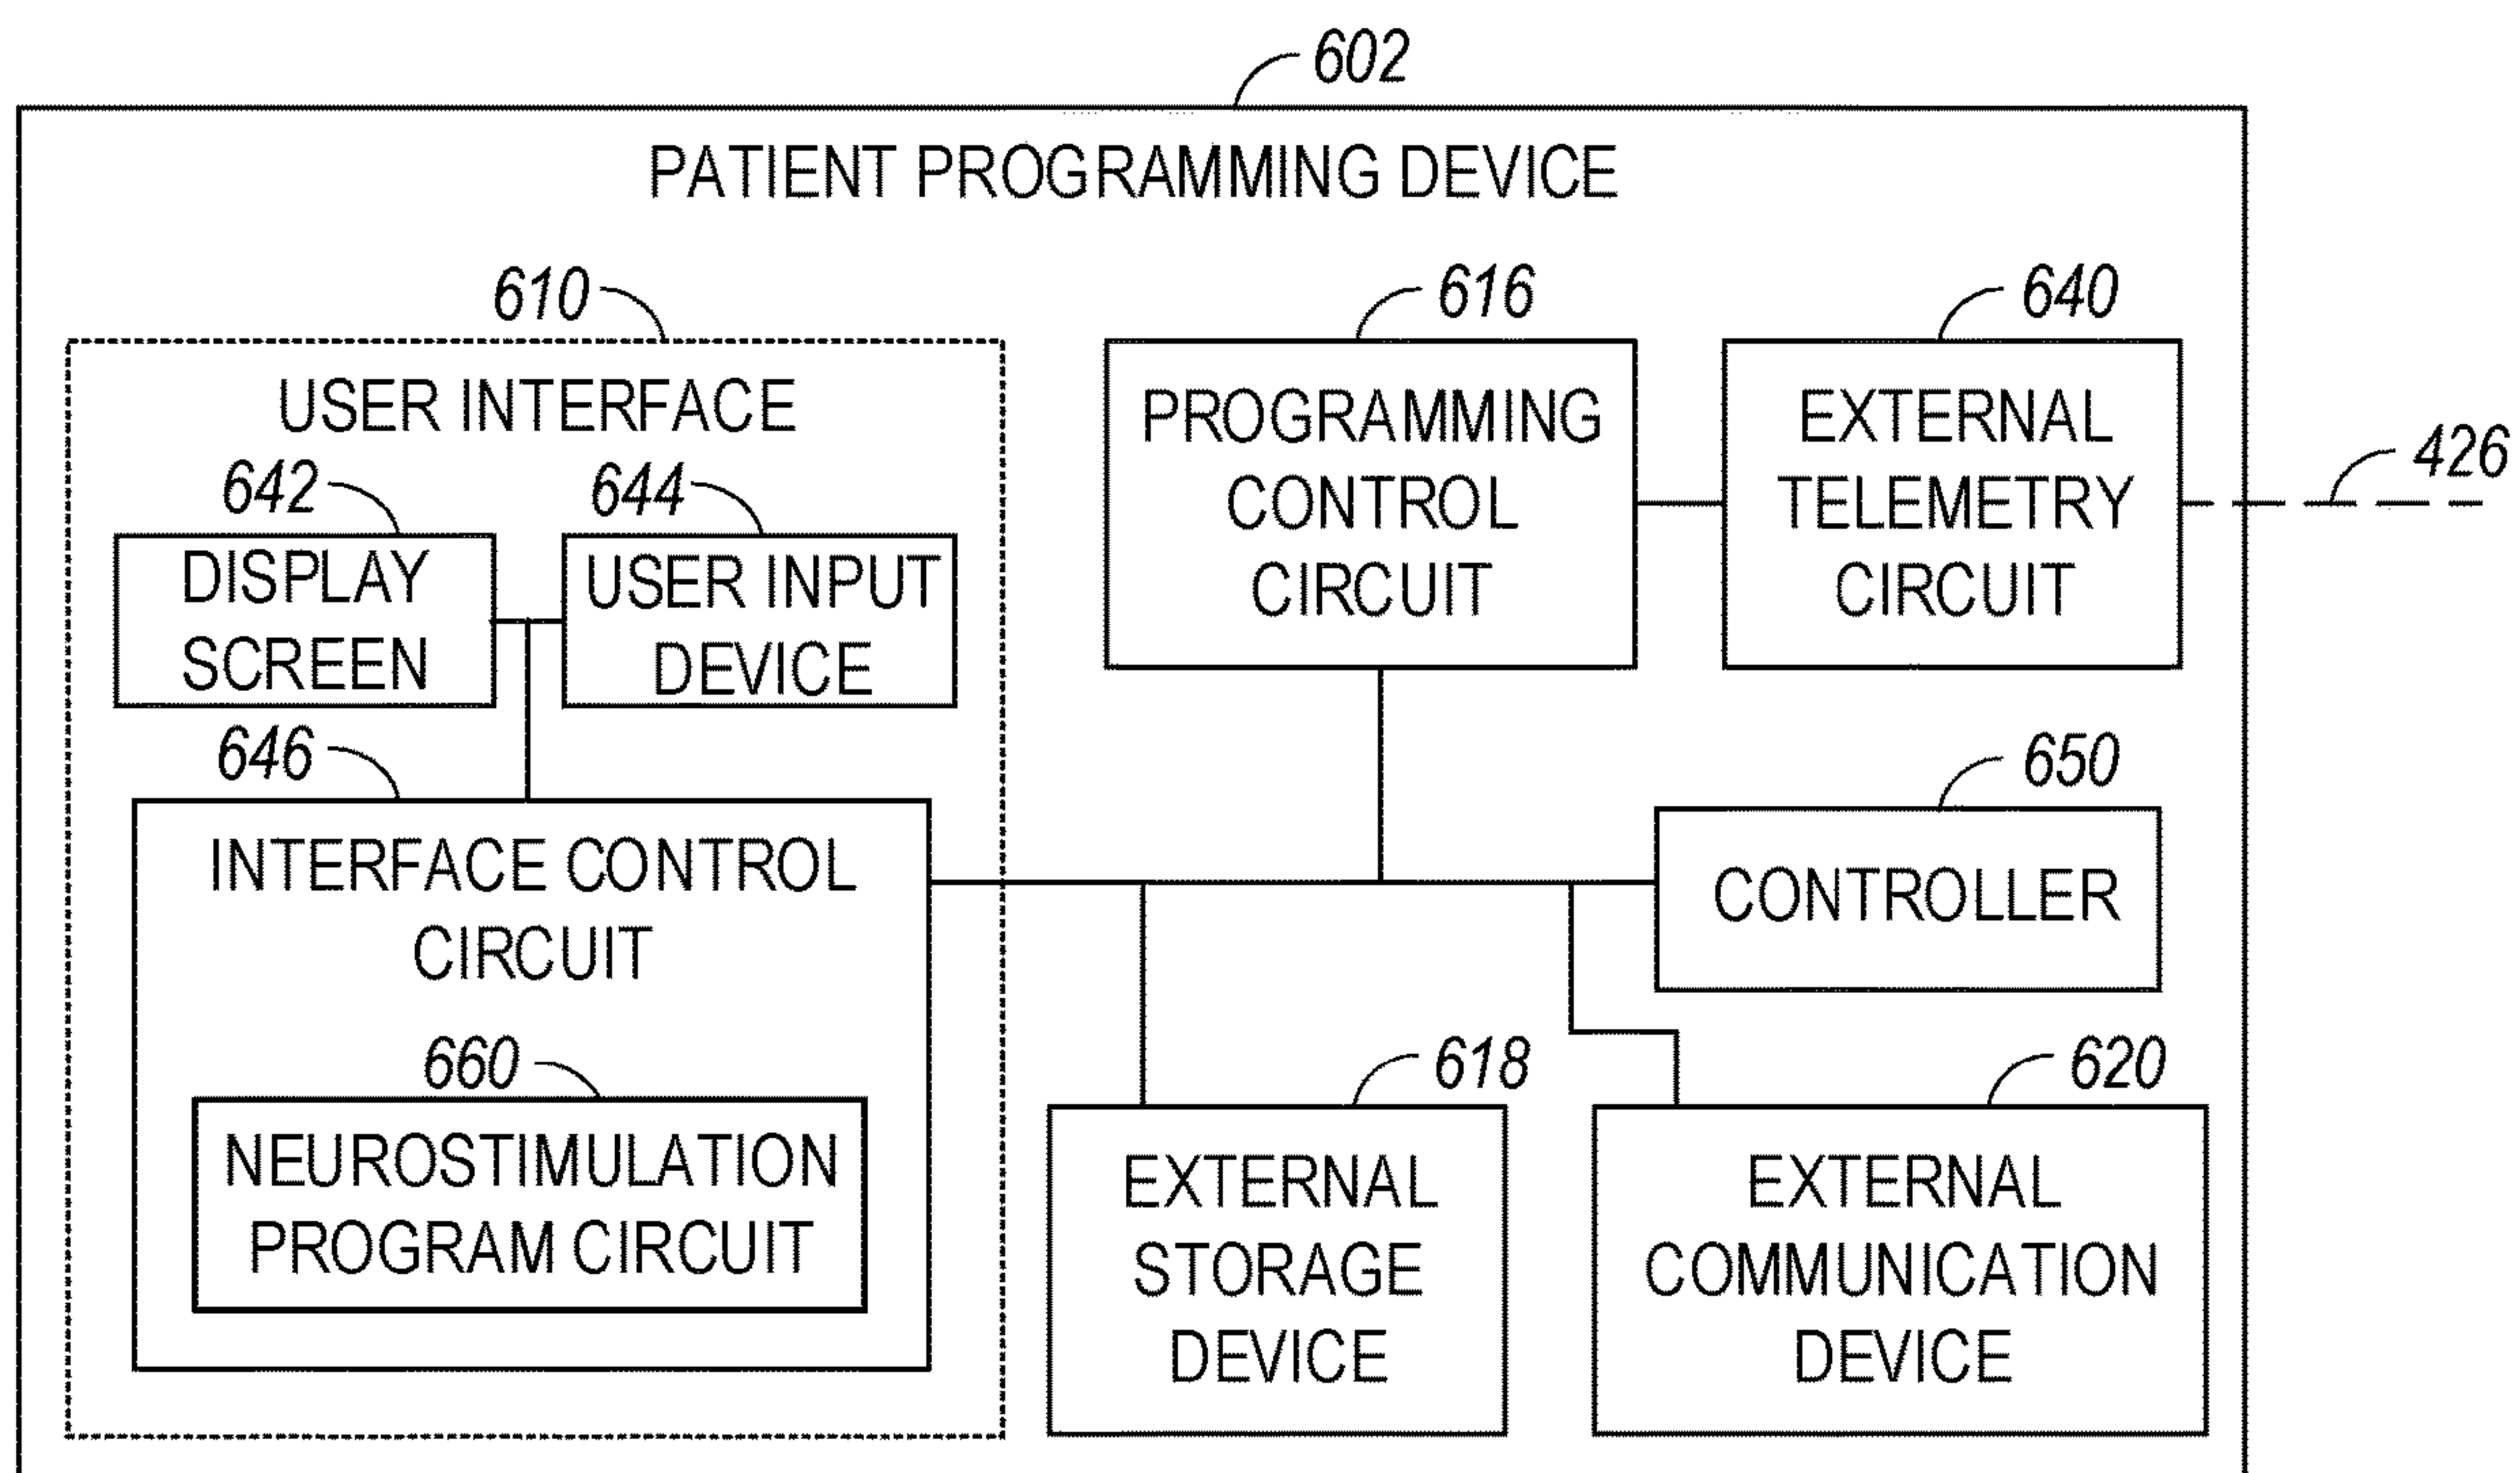 602
PATIENT PROGRAMMING DEVICE
610
USER INTERFACE
642
DISPLAY
SCREEN
644
USER INPUT
DEVICE
646
INTERFACE CONTROL
CIRCUIT
660
NEUROSTIMULATION
PROGRAM CIRCUIT
616
PROGRAMMING
CONTROL
CIRCUIT
640
EXTERNAL
TELEMETRY
CIRCUIT
426
650
CONTROLLER
618
EXTERNAL
STORAGE
DEVICE
620
EXTERNAL
COMMUNICATION
DEVICE